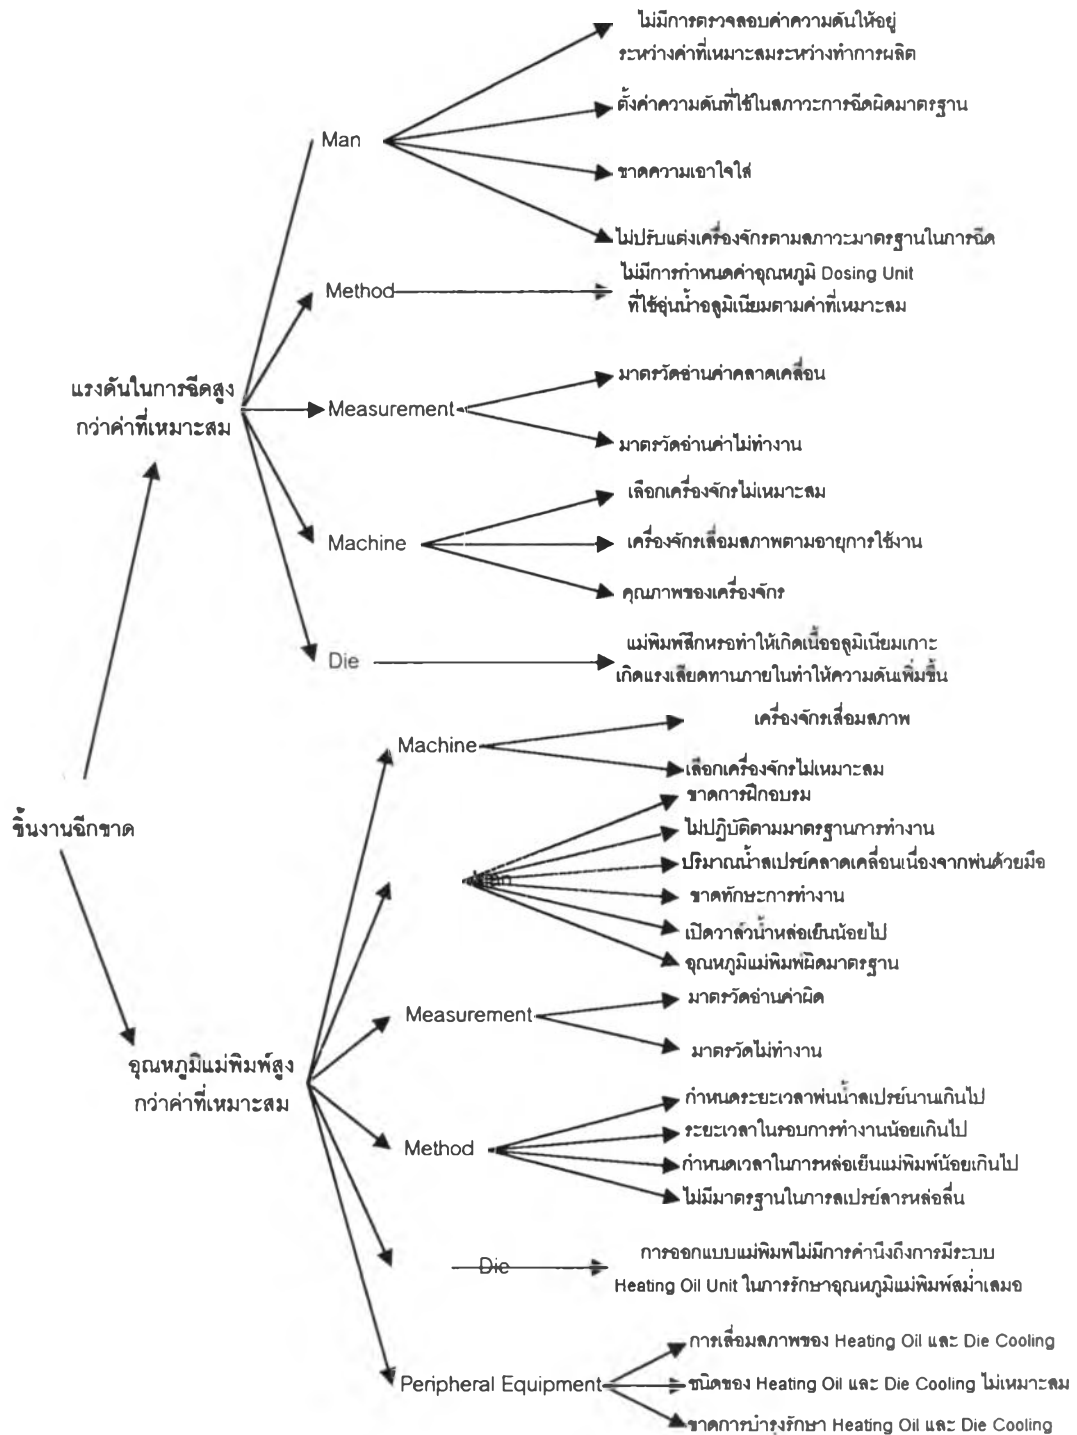 ไม่มีการตรวจสอบค่าความดันให้อยู่
ระหว่างค่าที่เหมาะสมระหว่างทำการผลิต
ตั้งค่าความดันที่ใช้ในสภาวะการฉีดผิดมาตรฐาน
Man
ขาดความเอาใจใส่
ไม่ปรับแต่งเครื่องจักรตามสภาวะมาตรฐานในการฉีด
Method
ไม่มีการกำหนดค่าอุณหภูมิ Dosing Unit
ที่ใช้อุ่นน้ำอลูมิเนียมตามค่าที่เหมาะสม
แรงดันในการฉีดสูง
กว่าค่าที่เหมาะสม
มาตรวัดอ่านค่าคลาดเคลื่อน
Measurement
มาตรวัดอ่านค่าไม่ทำงาน
เลือกเครื่องจักรไม่เหมาะสม
Machine
เครื่องจักรเสื่อมสภาพตามอายุการใช้งาน
คุณภาพของเครื่องจักร
Die
แม่พิมพ์สึกหรอทำให้เกิดเนื้ออลูมิเนียมเกาะ
เกิดแรงเสียดทานภายในทำให้ความดันเพิ่มขึ้น
เครื่องจักรเสื่อมสภาพ
Machine
เลือกเครื่องจักรไม่เหมาะสม
ชิ้นงานฉีกขาด
ขาดการฝึกอบรม
ไม่ปฏิบัติตามมาตรฐานการทำงาน
ปริมาณน้ำสเปรย์คลาดเคลื่อนเนื่องจากพ่นด้วยมือ
Man
ขาดทักษะการทำงาน
เปิดวาล์วน้ำหล่อเย็นน้อยไป
อุณหภูมิแม่พิมพ์ผิดมาตรฐาน
มาตรวัดอ่านค่าผิด
Measurement
มาตรวัดไม่ทำงาน
อุณหภูมิแม่พิมพ์สูง
กว่าค่าที่เหมาะสม
กำหนดระยะเวลาพ่นน้ำสเปรย์นานเกินไป
ระยะเวลาในรอบการทำงานน้อยเกินไป
Method
กำหนดเวลาในการหล่อเย็นแม่พิมพ์น้อยเกินไป
ไม่มีมาตรฐานในการสเปรย์สารหล่อลื่น
Die
การออกแบบแม่พิมพ์ไม่มีการคำนึงถึงการมีระบบ
Heating Oil Unit ในการรักษาอุณหภูมิแม่พิมพ์สม่ำเสมอ
การเสื่อมสภาพของ Heating Oil และ Die Cooling
Peripheral Equipment
ชนิดของ Heating Oil และ Die Cooling ไม่เหมาะสม
ขาดการบำรุงรักษา Heating Oil และ Die Cooling